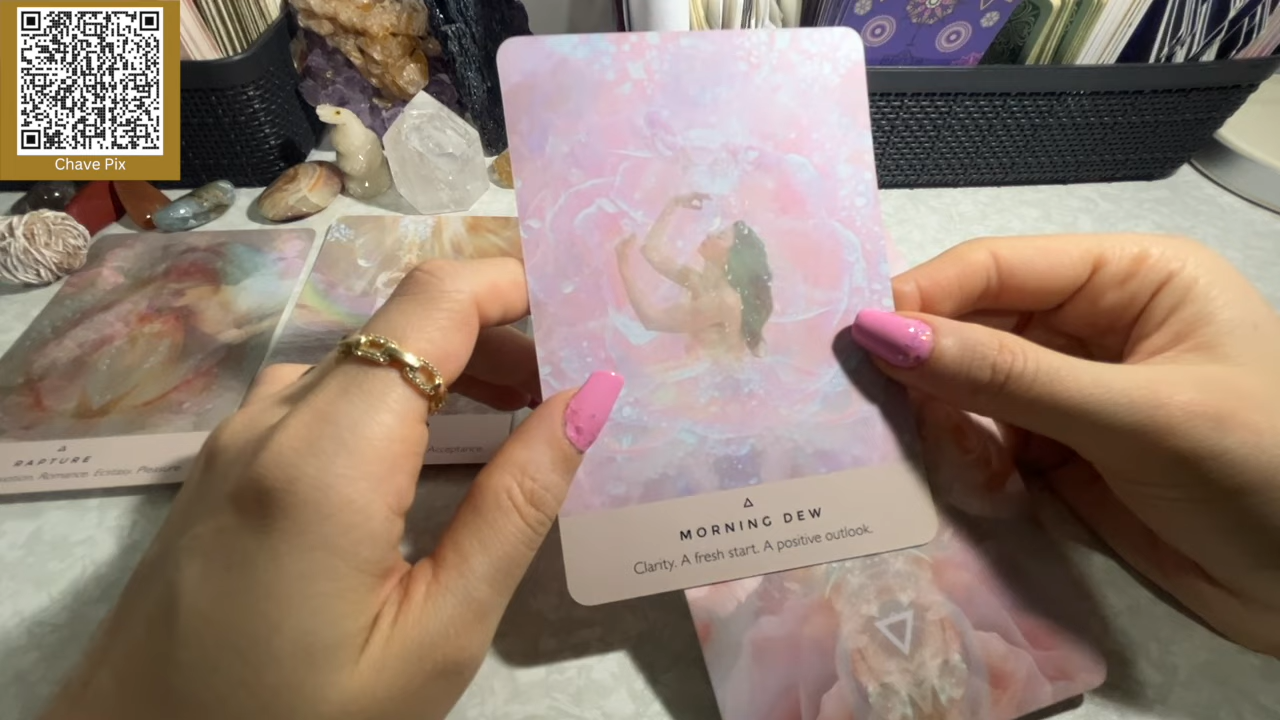 Chave Pix
RAPTURE
Romance. Ecstasy. Pleasure.
Acceptance.
MORNING DEW
Clarity. A fresh start. A positive outlook.